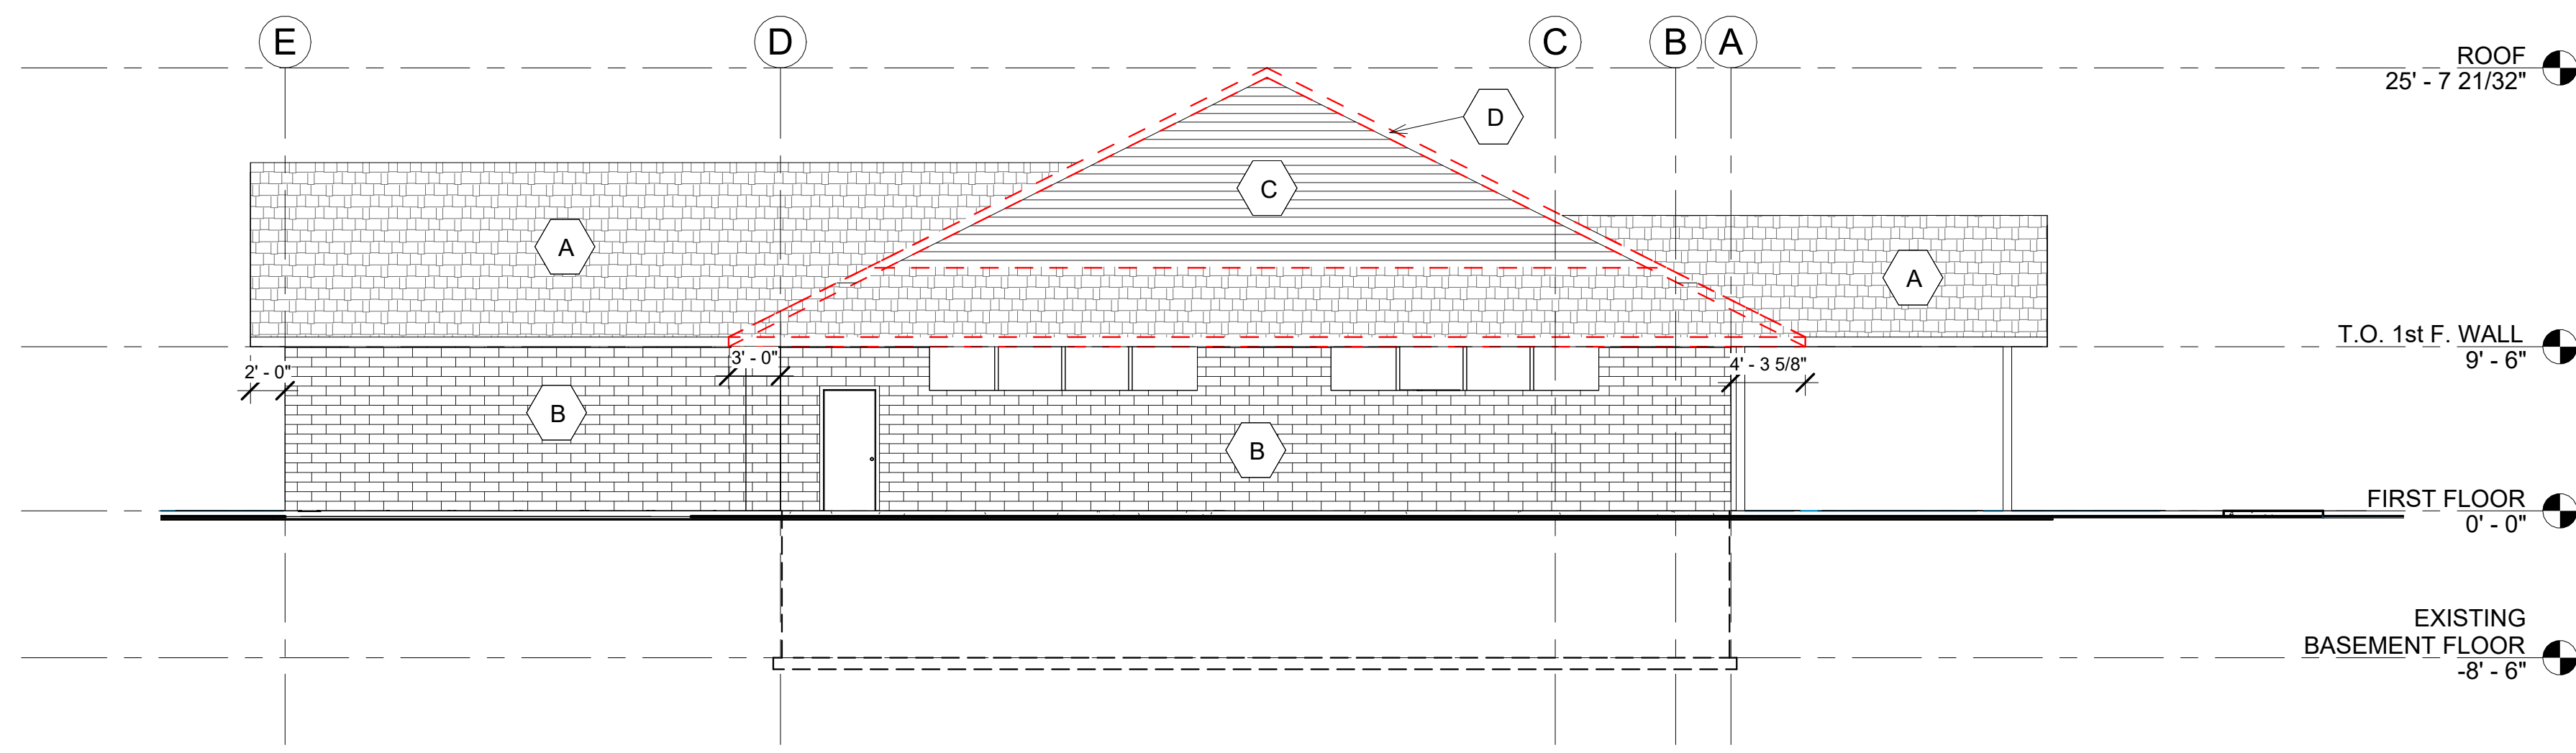 E
D
C
B
A
ROOF
25' - 7 21/32"
D
C
A
A
T.O. 1st F. WALL
9' - 6"
2' - 0"
3' - 0"
4' - 3 5/8"
B
B
FIRST FLOOR
0' - 0"
EXISTING
BASEMENT FLOOR
-8' - 6"